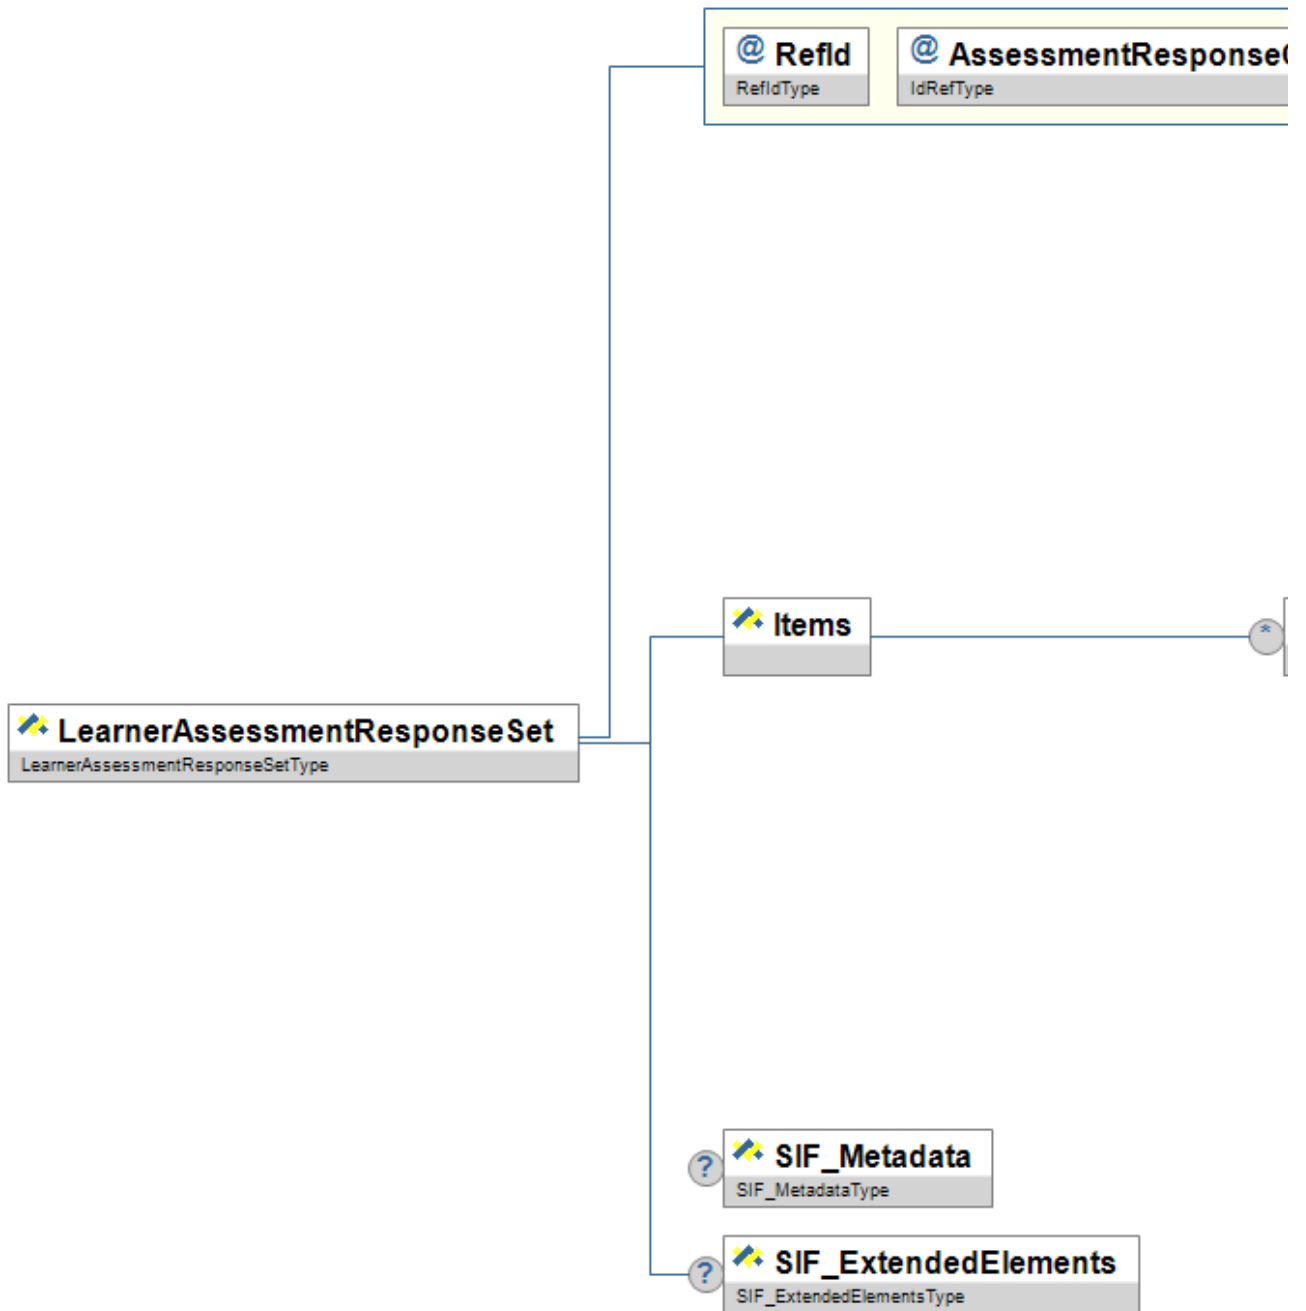 @ RefId
RefIdType
@ AssessmentResponse
IdRefType
Items
*
LearnerAssessmentResponseSet
LearnerAssessmentResponseSetType
? SIF_Metadata
SIF_MetadataType
? SIF_ExtendedElements
SIF_ExtendedElementsType